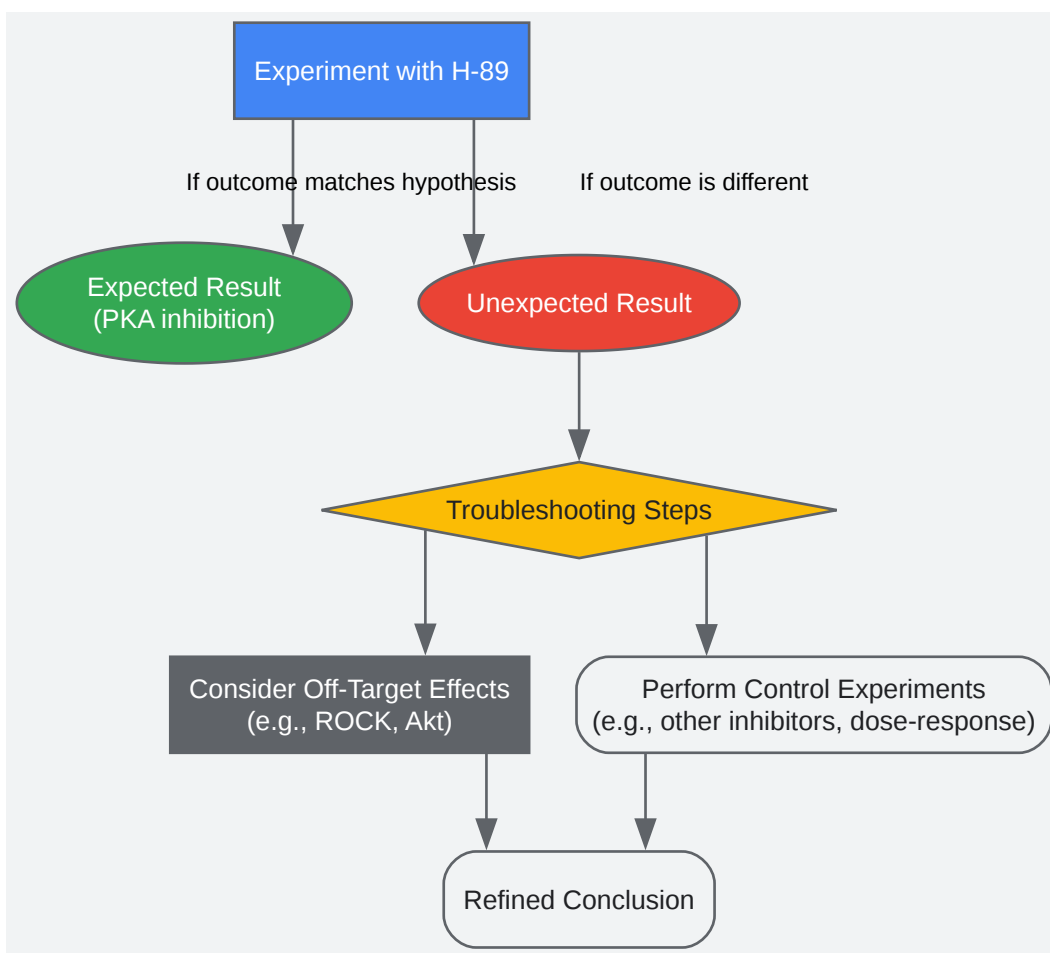 Experiment with H-89
If outcome matches hypothesis
If outcome is different
Expected Result
(PKA inhibition)
Unexpected Result
Troubleshooting Steps
Consider Off-Target Effects
(e.g., ROCK, Akt)
Perform Control Experiments
(e.g., other inhibitors, dose-response)
Refined Conclusion